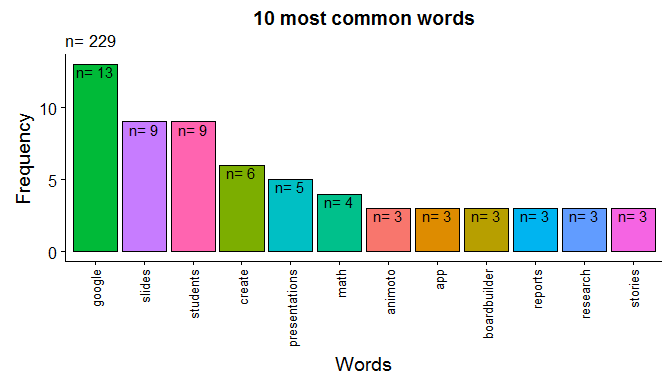 10 most common words
n= 229
Frequency
10
5
0
n= 13
n= 9
n= 9
n= 6
n= 5
n= 4
n= 3
n= 3
n= 3
n= 3
n= 3
n= 3
google
slides
students
create
presentations
math
animoto
app
boardbuilder
reports
research
stories
Words